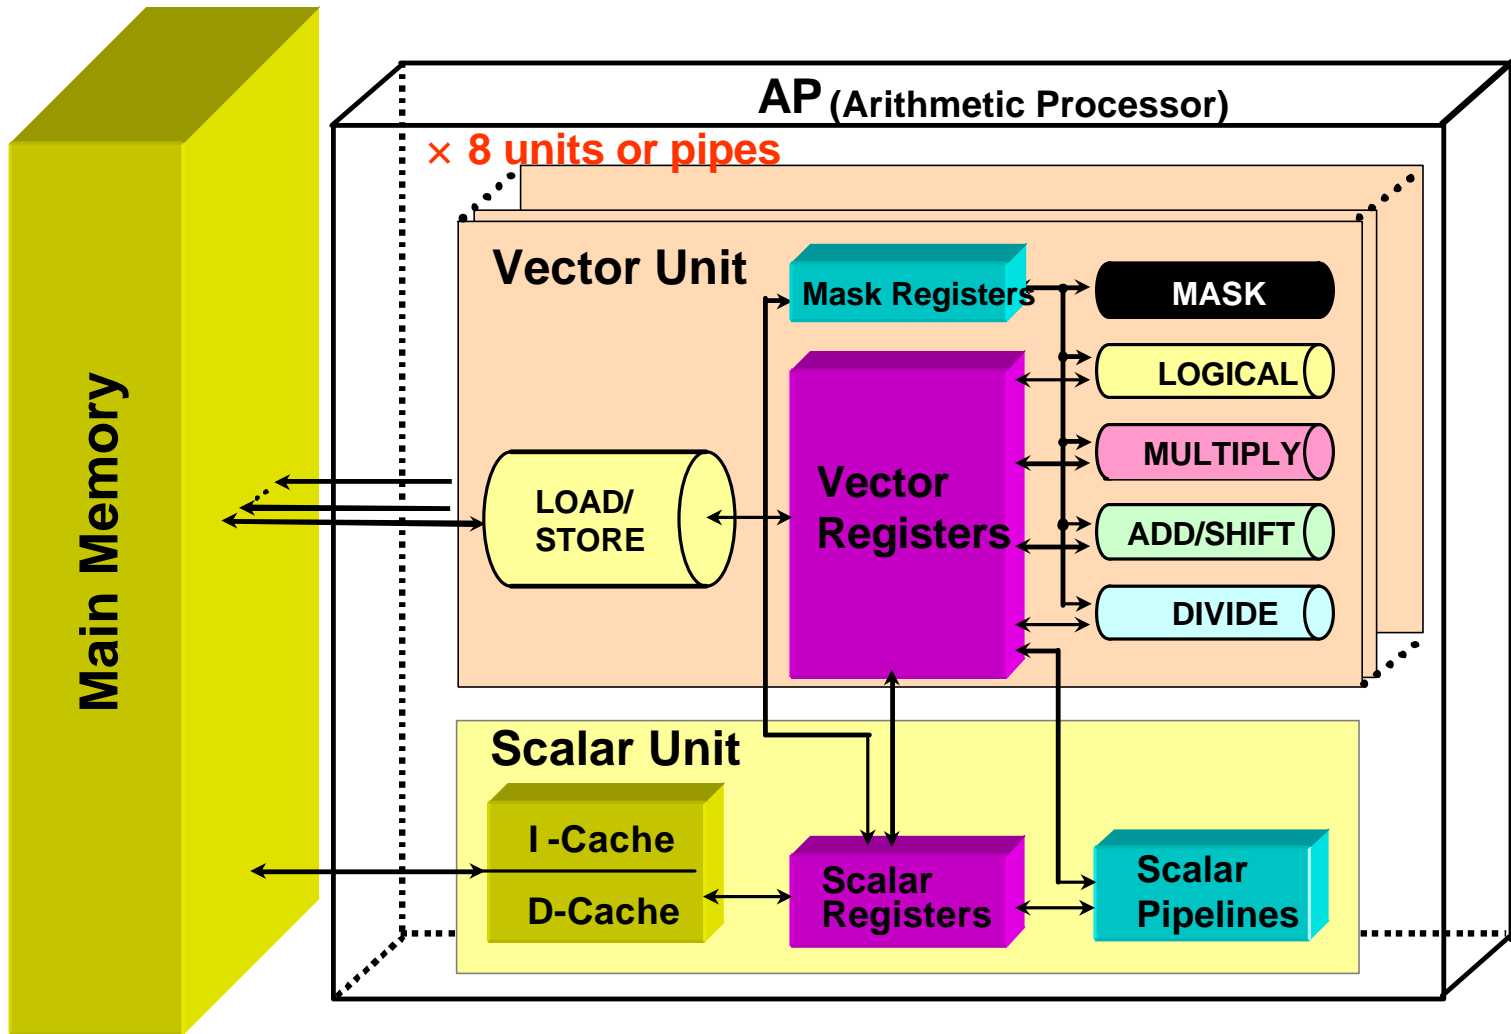 AP (Arithmetic Processor)
× 8 units or pipes
Vector Unit
Mask Registers
MASK
LOGICAL
MULTIPLY
ADD/SHIFT
DIVIDE
Vector
Registers
LOAD/
STORE
Main Memory
Scalar Unit
I -Cache
D-Cache
Scalar
Registers
Scalar
Pipelines